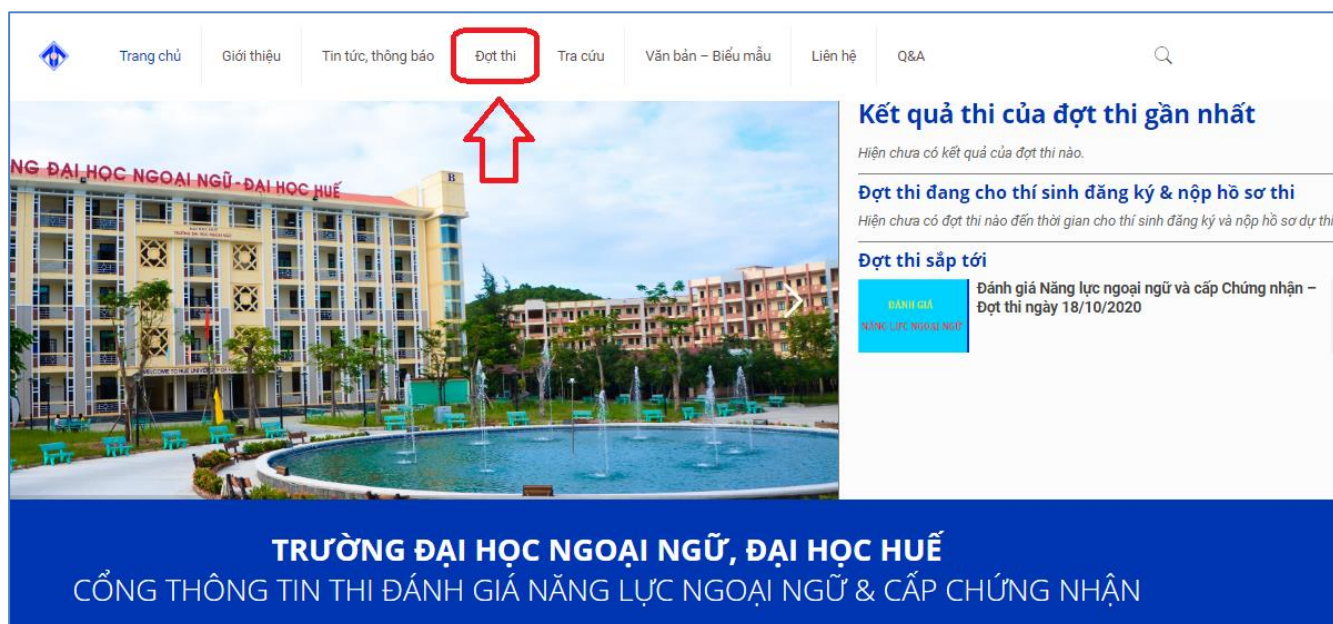 Trang chủ
Giới thiệu
Tin tức, thông báo
Đợt thi
Tra cứu
Văn bản – Biểu mẫu
Liên hệ
Q&A
NG ĐẠI HỌC NGOẠI NGŨ - ĐẠI HỌC HUẾ
B
Kết quả thi của đợt thi gần nhất
Hiện chưa có kết quả của đợt thi nào.
Đợt thi đang cho thí sinh đăng ký & nộp hồ sơ thi
Hiện chưa có đợt thi nào đến thời gian cho thí sinh đăng ký và nộp hồ sơ dự thi
Đợt thi sắp tới
ĐÁNH GIÁ
NĂNG LỰC NGOẠI NGỮ
Đánh giá Năng lực ngoại ngữ và cấp Chứng nhận –
Đợt thi ngày 18/10/2020
TRƯỜNG ĐẠI HỌC NGOẠI NGỮ, ĐẠI HỌC HUẾ
CỔNG THÔNG TIN THI ĐÁNH GIÁ NĂNG LỰC NGOẠI NGỮ & CẤP CHỨNG NHẬN